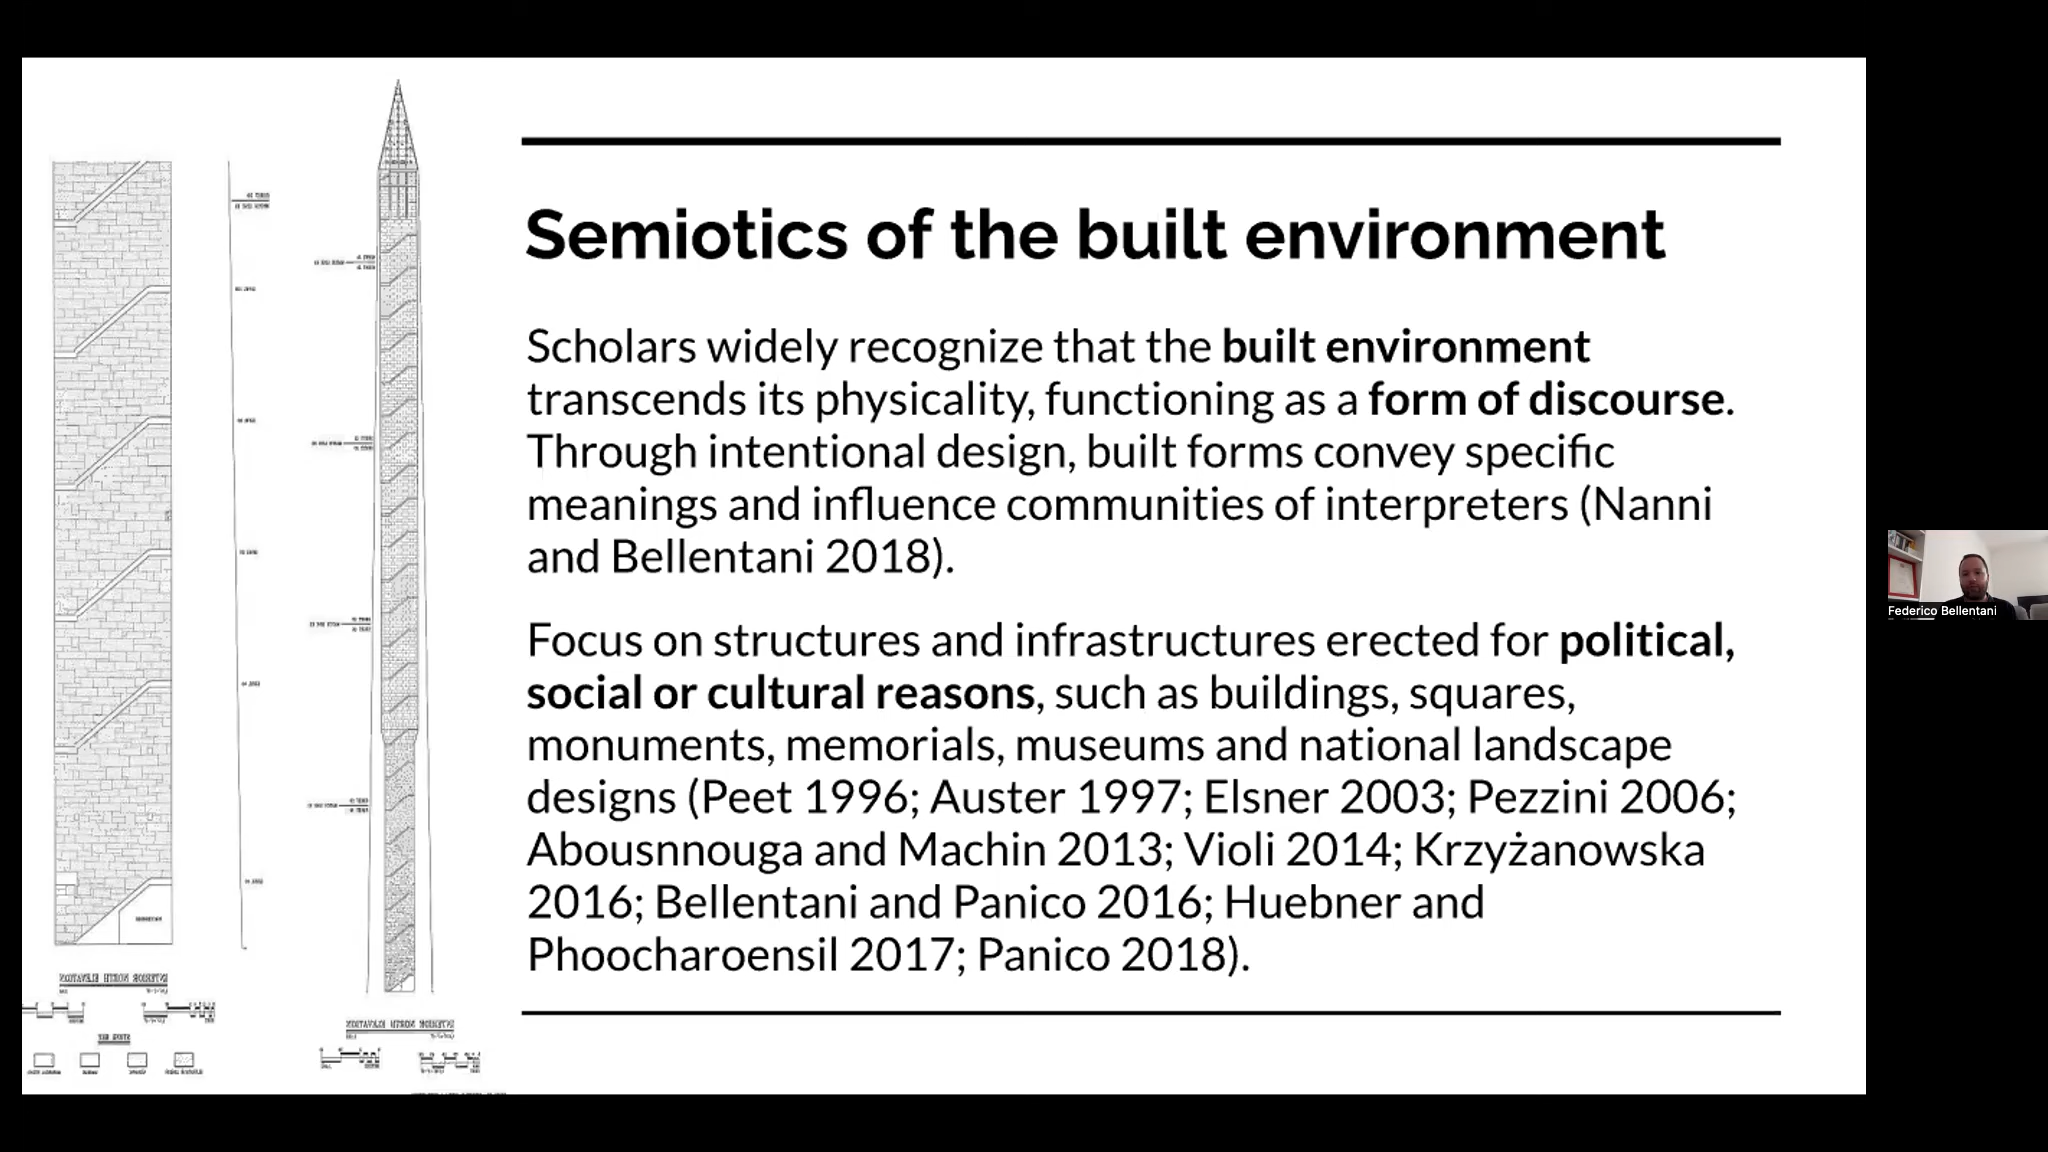 Semiotics of the built environment
Scholars widely recognize that the built environment
transcends its physicality, functioning as a form of discourse.
Through intentional design, built forms convey specific
meanings and influence communities of interpreters (Nanni
and Bellentani 2018).
Focus on structures and infrastructures erected for political,
social or cultural reasons, such as buildings, squares,
monuments, memorials, museums and national landscape
designs (Peet 1996; Auster 1997; Elsner 2003; Pezzini 2006;
Abousnnouga and Machin 2013; Violi 2014; Krzyżanowska
2016; Bellentani and Panico 2016; Huebner and
Phoocharoensil 2017; Panico 2018).
Federico Bellentani